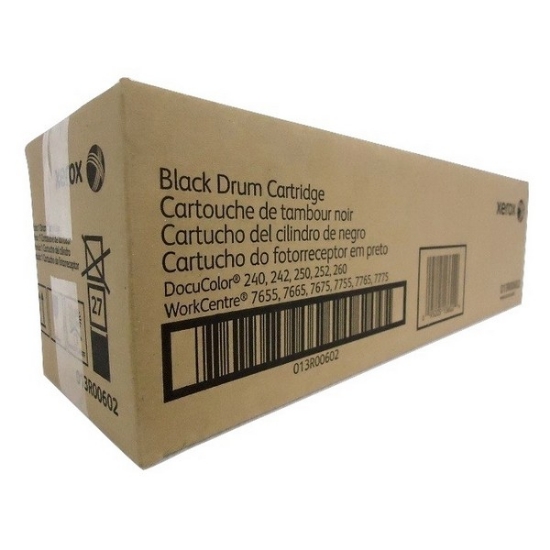 xerox
27
013R00602
Black Drum Cartridge
Cartouche de tambour noir
Cartucho del cilindro de negro
Cartucho do fotorreceptor em preto
DocuColor® 240, 242, 250, 252, 260
WorkCentre® 7655, 7665, 7675, 7755, 7765, 7775
013R00602
xerox